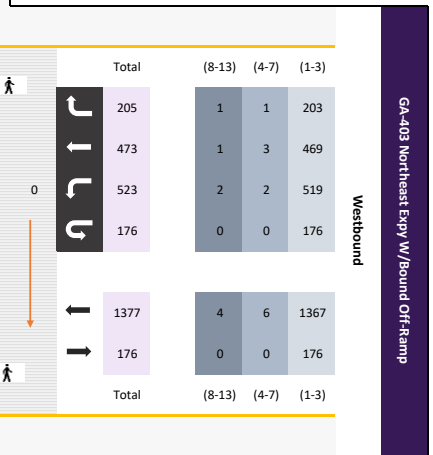 Total (8-13) (4-7) (1-3)
205 1 1 203
473 1 3 469
0 523 2 2 519
176 0 0 176
1377 4 6 1367
176 0 0 176
Total (8-13) (4-7) (1-3)
Westbound
GA-403 Northeast Expy W/Bound Off-Ramp